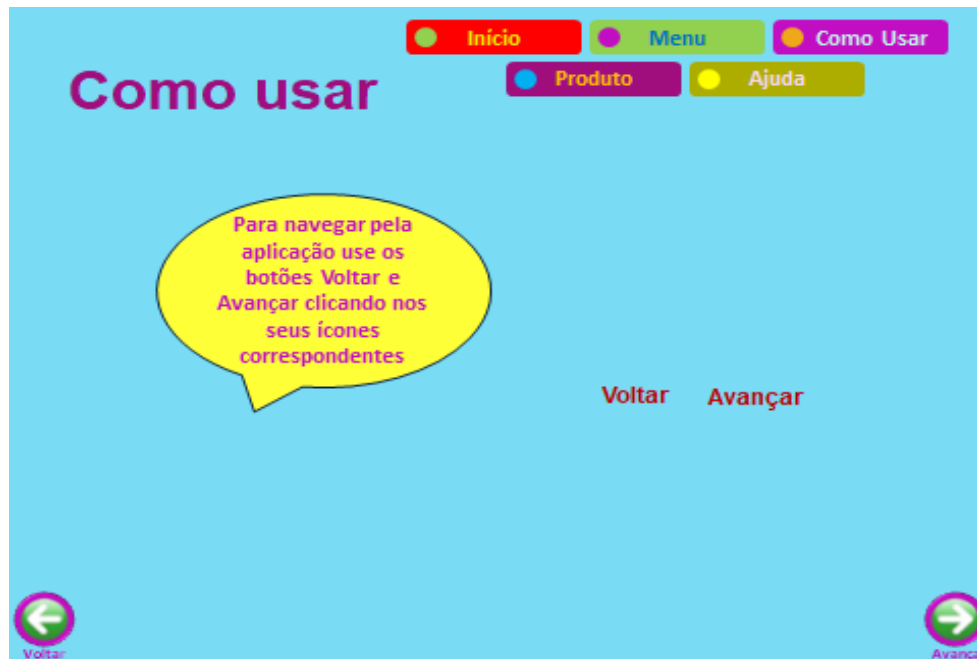 Início
Menu
Como Usar
Produto
Ajuda
Como usar
Para navegar pela
aplicação use os
botões Voltar e
Avançar clicando nos
seus ícones
correspondentes
Voltar
Avançar
Voltar
Avança